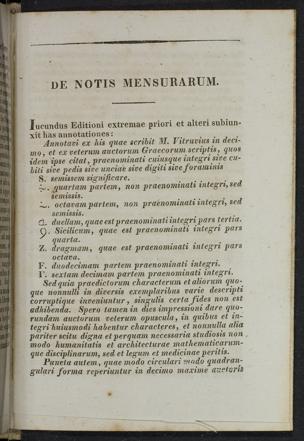 DE NOTIS MENSURARUM.
Iucundus Editioni extremae priori et alteri subiun-
xit has annotationes:
Annotavi ex his quae scribit M. Vitruvius in deci-
mo, et ex veterum auctorum Graecorum scriptis, quos
idem ipse citat, praenominati cuiusque integri sive cu-
biti sive pedis sive unciae sive digiti sive foraminis
S. semissem significare.
quartam partem, non praenominati integri, sed
semissis.
octavam partem, non praenominati integri, sed
semissis.
duellam, quae est praenominati integri pars tertia.
Sicilicum, quae est praenominati integri pars
quarta.
Z. dragmam, quae est praenominati integri pars
octava.
F. duodecimam partem praenominati integri.
Γ. sextam decimam partem praenominati integri.
Sed quia praedictorum characterum et aliorum quo-
que nonnulli in diversis exemplaribus varie descripti
corruptique inveniuntur, singulis certa fides non est
adhibenda. Spero tamen in dies impressioni dare quo-
rundam auctorum veterum opuscula, in quibus et in-
tegri huiusmodi habentur characteres, et nonnulla alia
pariter scitu digna et perquam necessaria studiosis non
modo humanitatis et architecturae mathematicarum-
que disciplinarum, sed et legum et medicinae peritis.
Puncta autem, quae modo circulari modo quadran-
gulari forma reperiuntur in decimo maxime auctoris